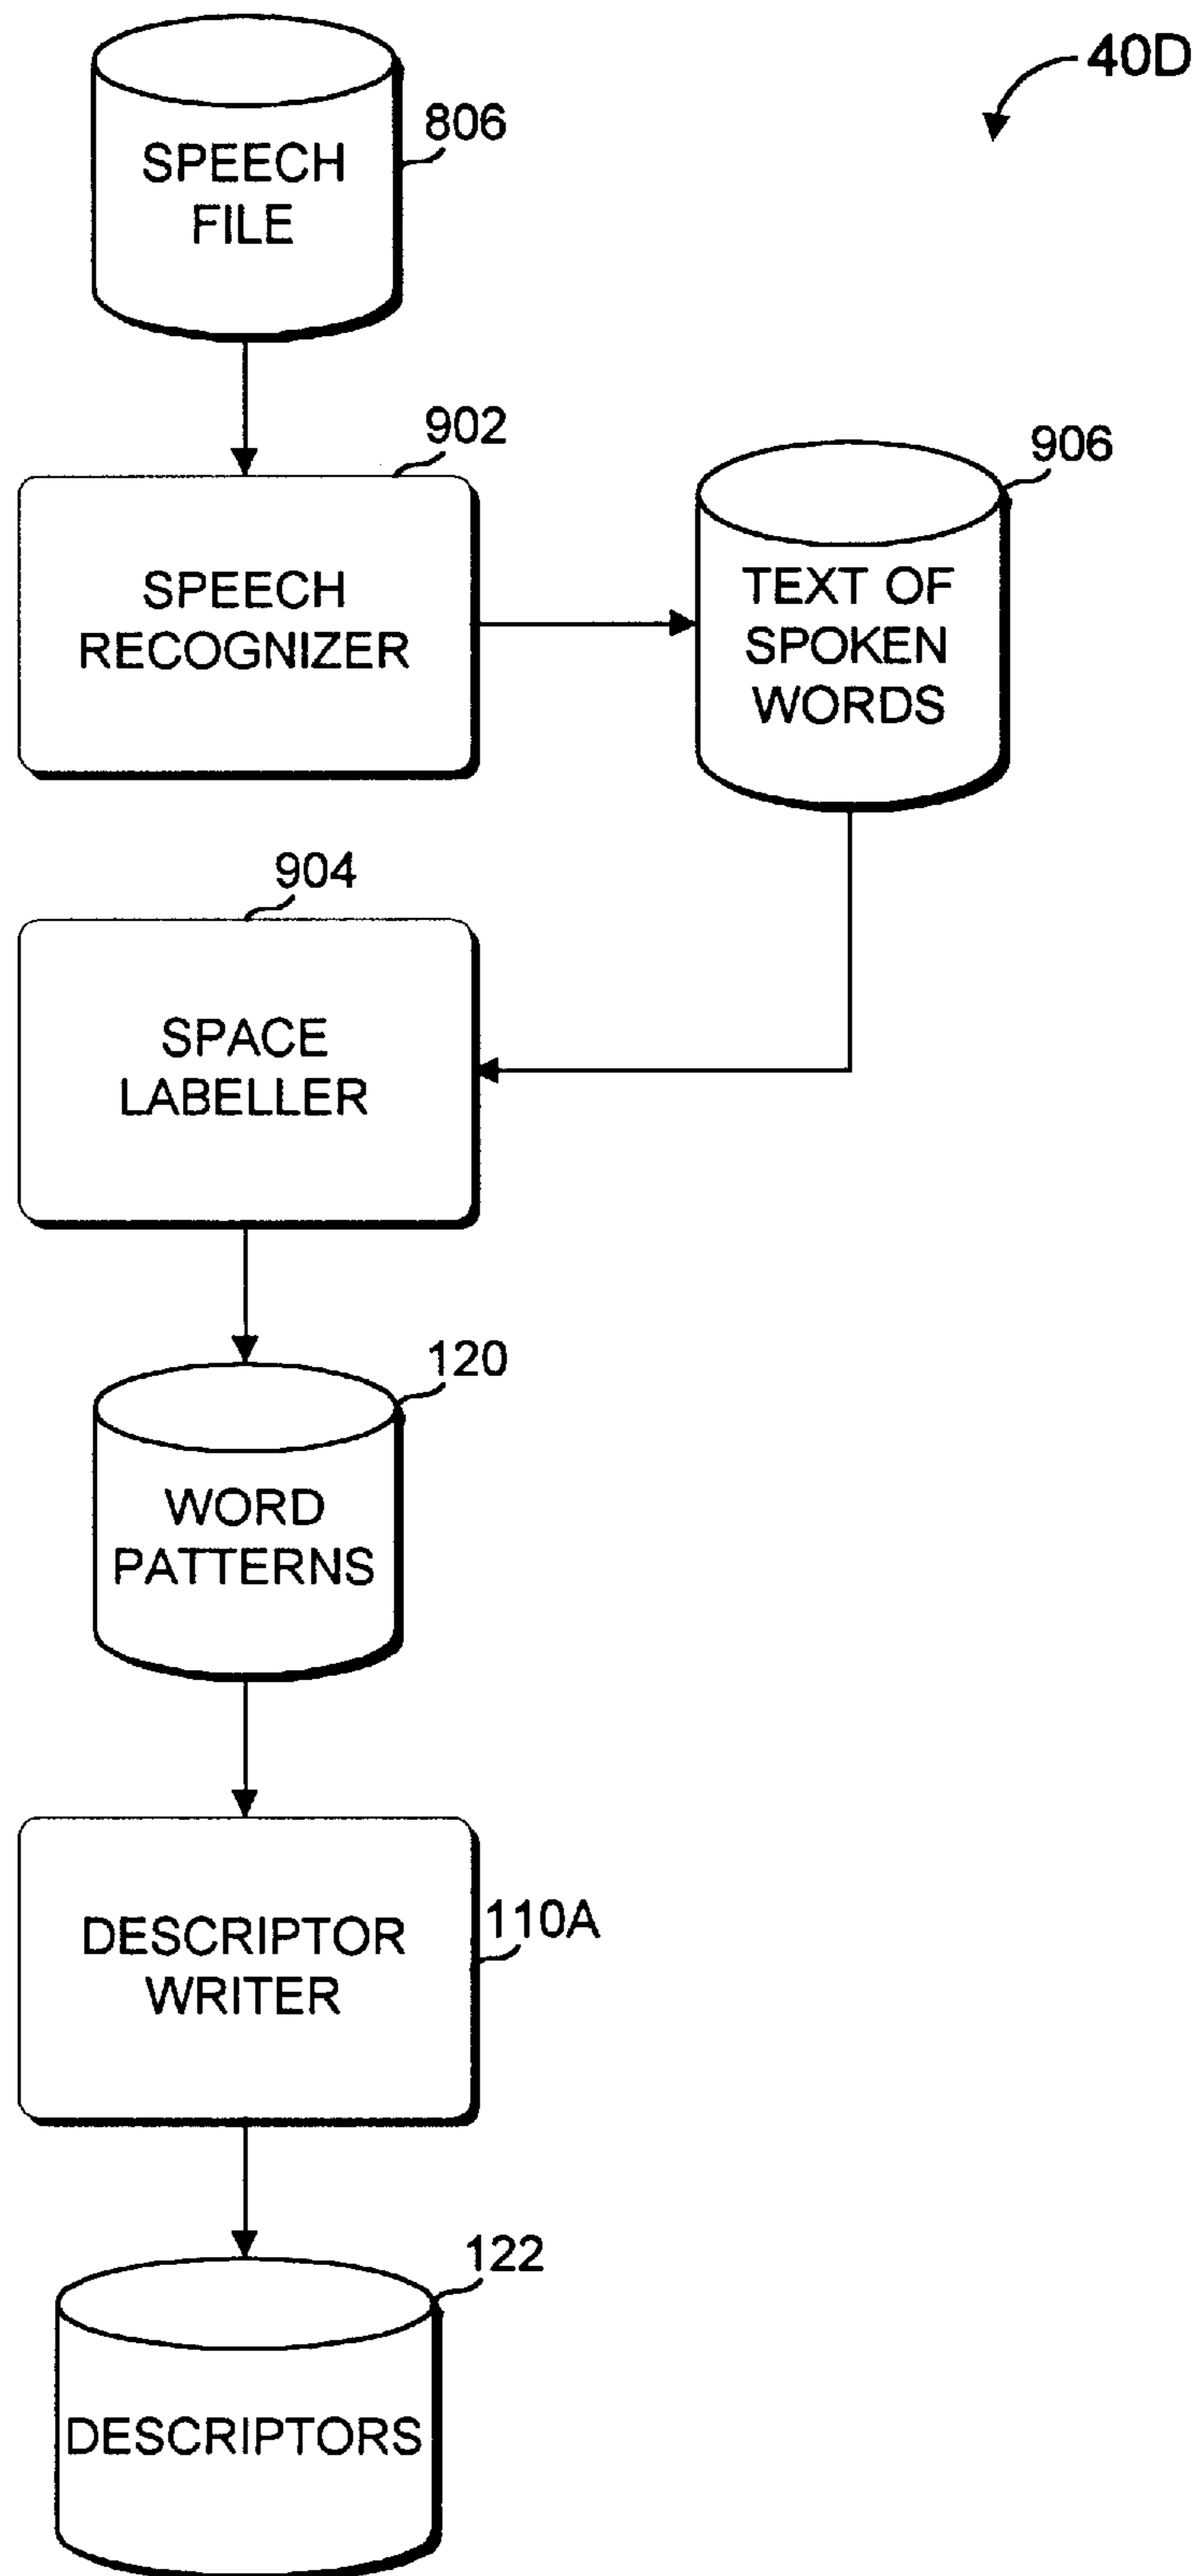 40D
806
SPEECH
FILE
902
SPEECH
RECOGNIZER
906
TEXT OF
SPOKEN
WORDS
904
SPACE
LABELLER
120
WORD
PATTERNS
110A
DESCRIPTOR
WRITER
122
DESCRIPTORS